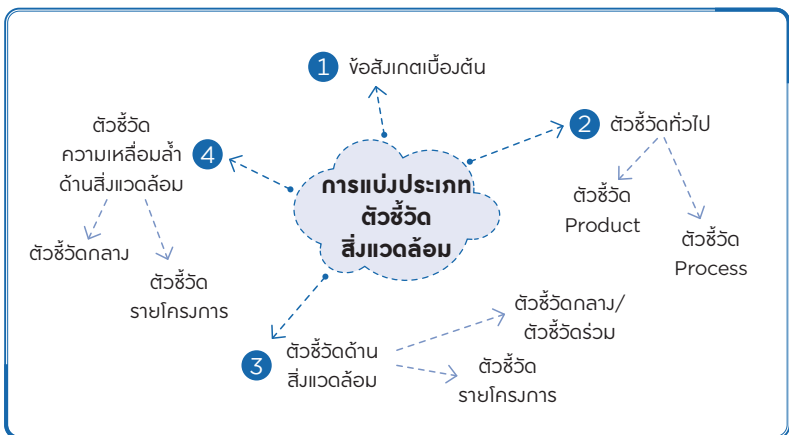 การแบ่งประเภท
ตัวชี้วัด
สิ่งแวดล้อม
1 ข้อสังเกตเบื้องต้น
2 ตัวชี้วัดทั่วไป
ตัวชี้วัด
Product
ตัวชี้วัด
Process
3 ตัวชี้วัดด้าน
สิ่งแวดล้อม
ตัวชี้วัดกลาง/
ตัวชี้วัดร่วม
ตัวชี้วัด
รายโครงการ
4 ตัวชี้วัด
ความเหลื่อมล้ำ
ด้านสิ่งแวดล้อม
ตัวชี้วัดกลาง
ตัวชี้วัด
รายโครงการ